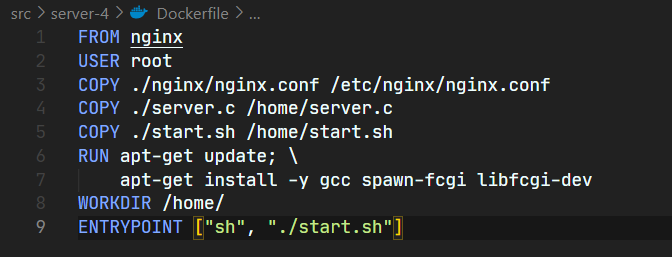 src > server-4 > Dockerfile > ...
1 FROM nginx
2 USER root
3 COPY ./nginx/nginx.conf /etc/nginx/nginx.conf
4 COPY ./server.c /home/server.c
5 COPY ./start.sh /home/start.sh
6 RUN apt-get update; \
7     apt-get install -y gcc spawn-fcgi libfcgi-dev
8 WORKDIR /home/
9 ENTRYPOINT ["sh", "./start.sh"]